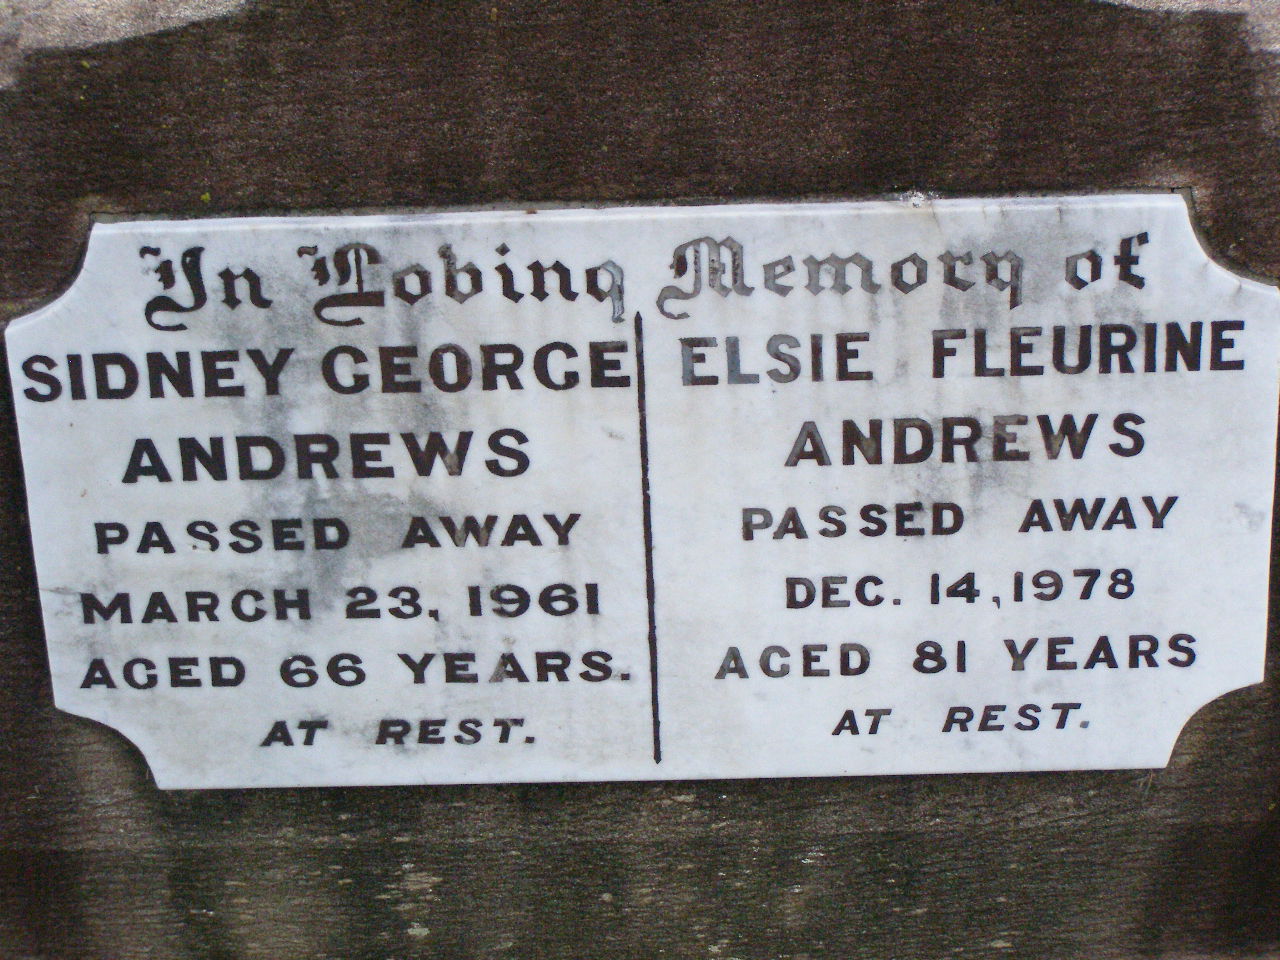 In Loving Memory of
SIDNEY GEORGE
ANDREWS
PASSED AWAY
MARCH 23, 1961
AGED 66 YEARS.
AT REST.
ELSIE FLEURINE
ANDREWS
PASSED AWAY
DEC. 14, 1978
AGED 81 YEARS
AT REST.